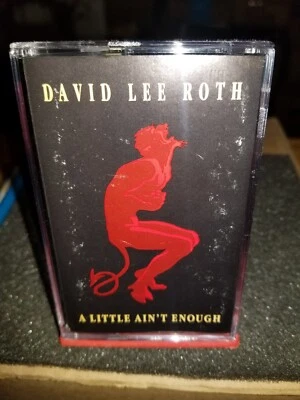 DAVID LEE ROTH
A LITTLE AIN'T ENOUGH